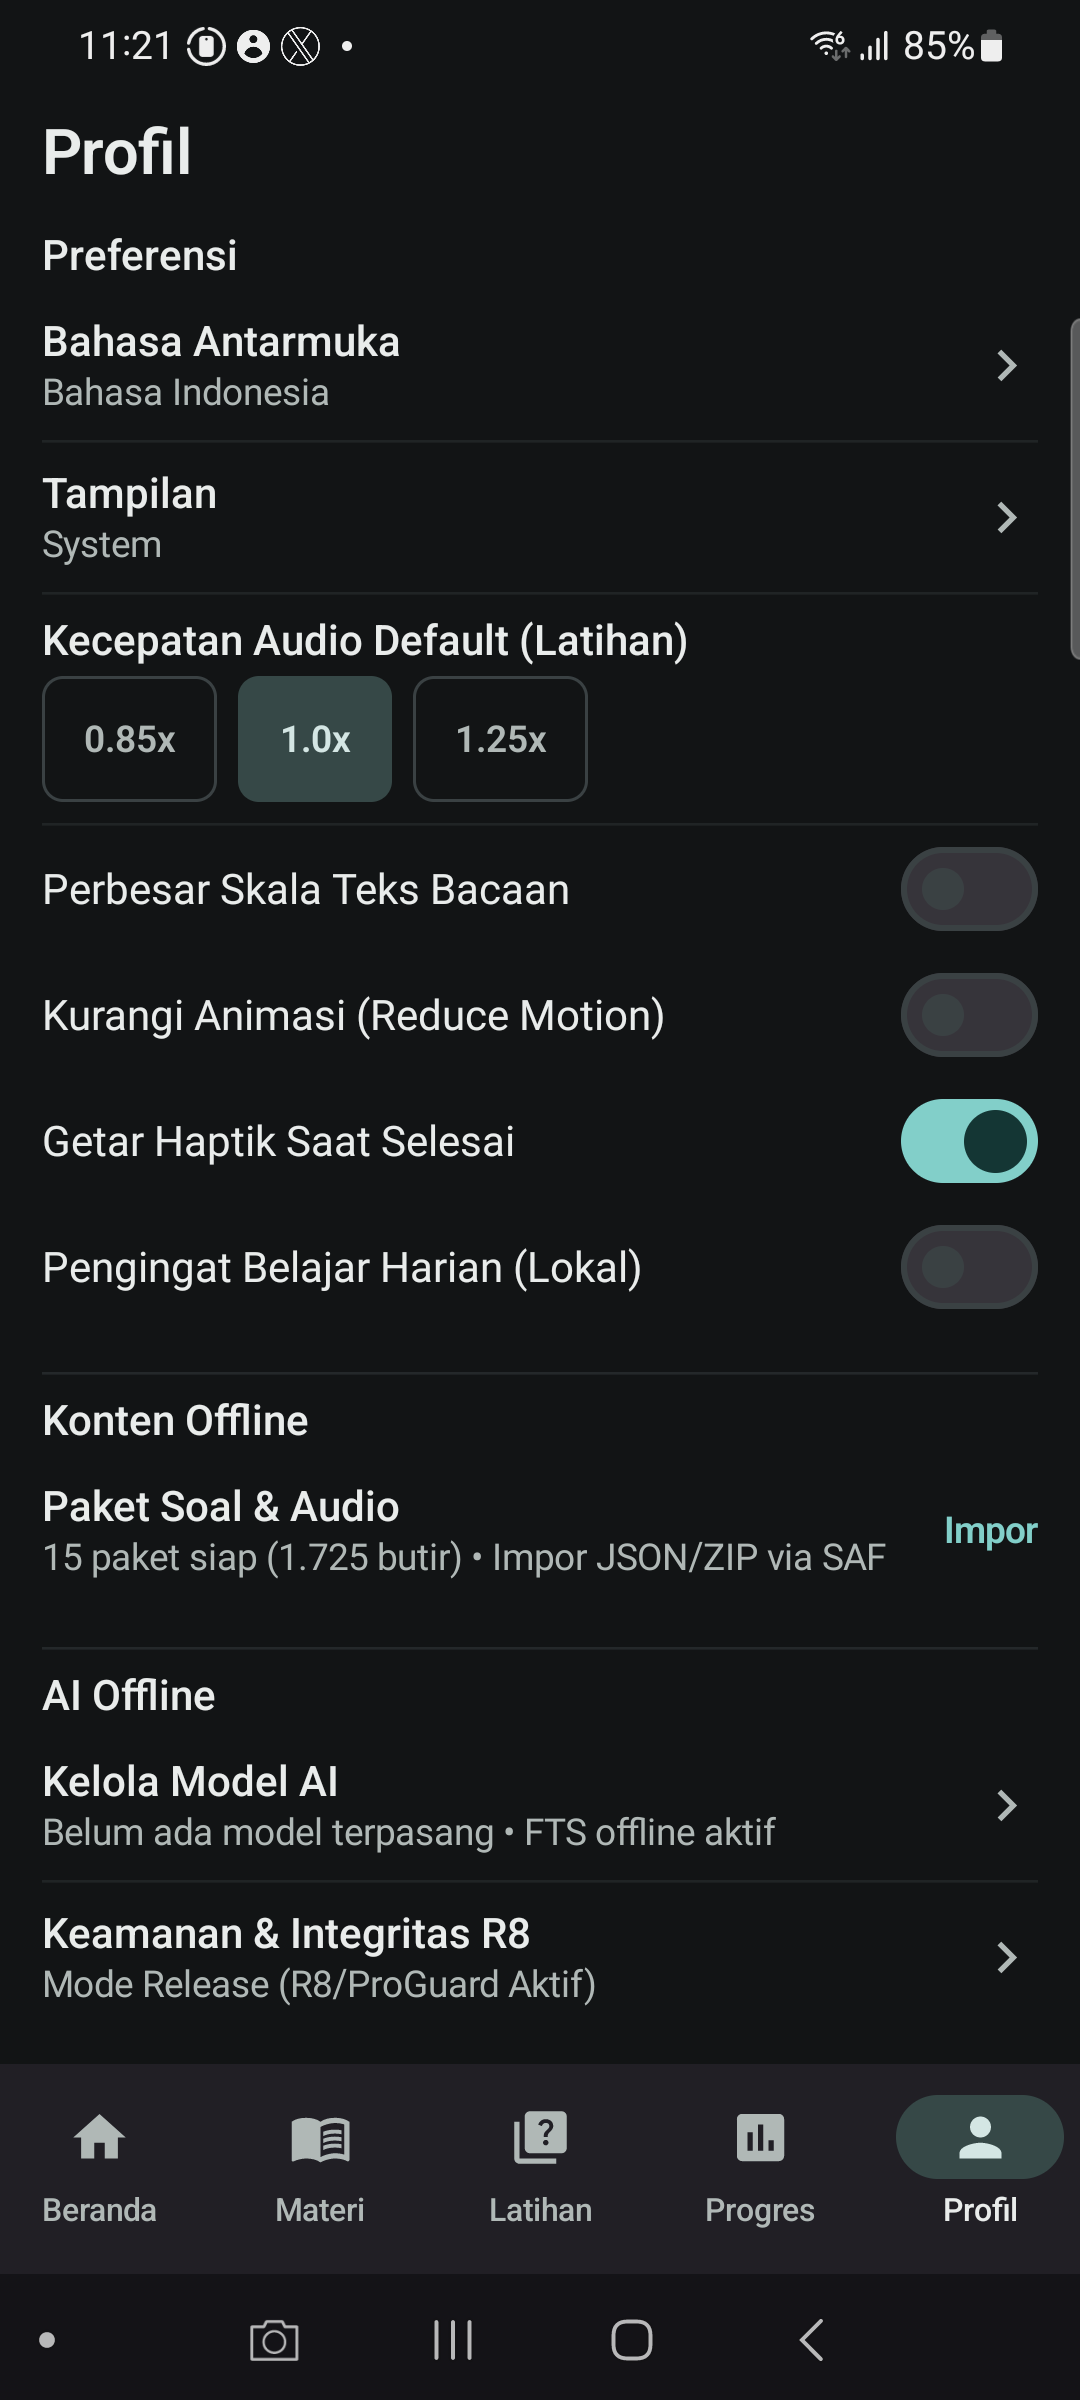 11:21
85%
Profil
Preferensi
Bahasa Antarmuka
Bahasa Indonesia
Tampilan
System
Kecepatan Audio Default (Latihan)
0.85x 1.0x 1.25x
Perbesar Skala Teks Bacaan
Kurangi Animasi (Reduce Motion)
Getar Haptik Saat Selesai
Pengingat Belajar Harian (Lokal)
Konten Offline
Paket Soal & Audio
15 paket siap (1.725 butir) • Impor JSON/ZIP via SAF
Impor
AI Offline
Kelola Model AI
Belum ada model terpasang • FTS offline aktif
Keamanan & Integritas R8
Mode Release (R8/ProGuard Aktif)
Beranda Materi Latihan Progres Profil